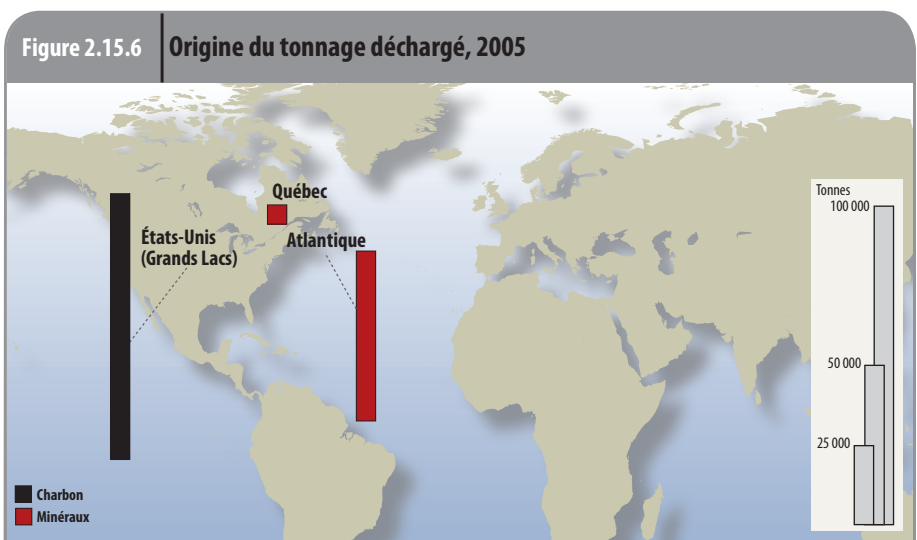 Figure 2.15.6
Origine du tonnage déchargé, 2005
Québec
États-Unis
(Grands Lacs)
Atlantique
Tonnes
100 000
50 000
25 000
Charbon
Minéraux